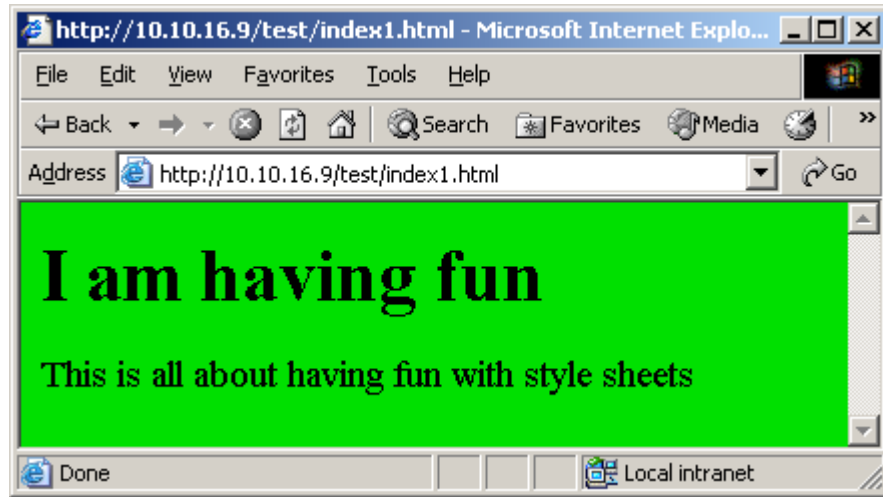 http://10.10.16.9/test/index1.html - Microsoft Internet Explo...
File Edit View Favorites Tools Help
Back Search Favorites Media »
Address http://10.10.16.9/test/index1.html Go
I am having fun
This is all about having fun with style sheets
Done Local intranet